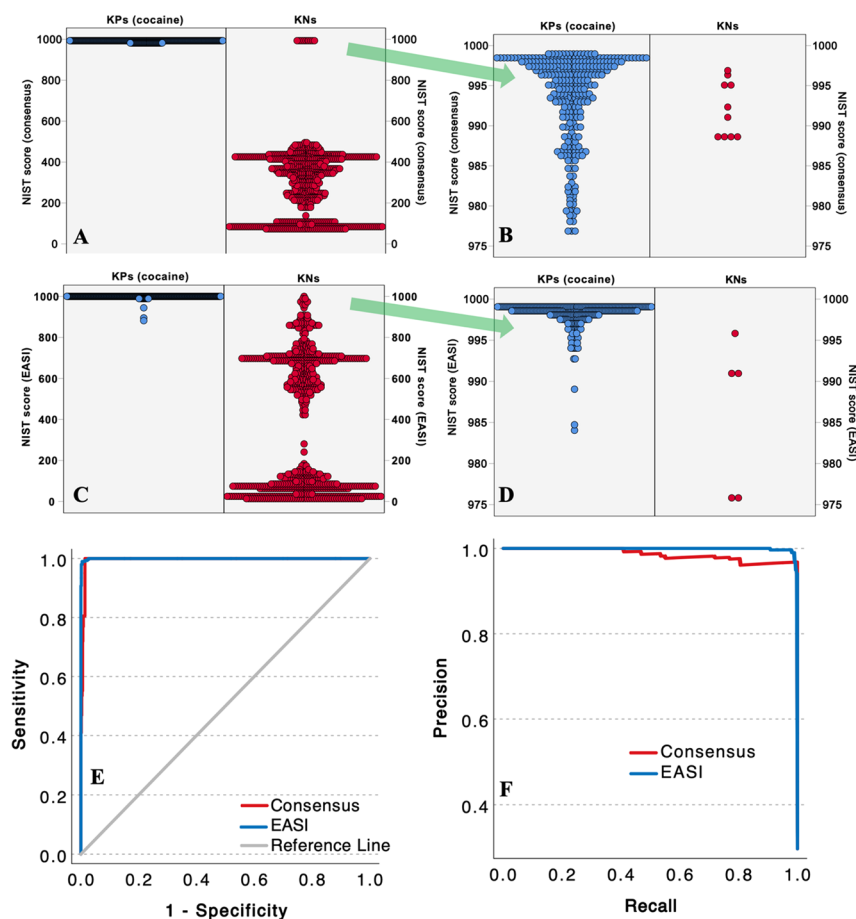 KPs (cocaine) KNs
NIST score (consensus)
1000
800
600
400
200
0
A
1000
800
600
400
200
0
NIST score (consensus)
KPs (cocaine) KNs
NIST score (consensus)
1000
995
990
985
980
975
B
1000
995
990
985
980
975
NIST score (consensus)
KPs (cocaine) KNs
NIST score (EASI)
1000
800
600
400
200
0
C
1000
800
600
400
200
0
NIST score (EASI)
KPs (cocaine) KNs
NIST score (EASI)
1000
995
990
985
980
975
D
1000
995
990
985
980
975
NIST score (EASI)
Sensitivity
1.0
0.8
0.6
0.4
0.2
0.0
E
Consensus
EASI
Reference Line
0.0 0.2 0.4 0.6 0.8 1.0
1 - Specificity
Precision
1.0
0.8
0.6
0.4
F
Consensus
EASI
0.0 0.2 0.4 0.6 0.8 1.0
Recall